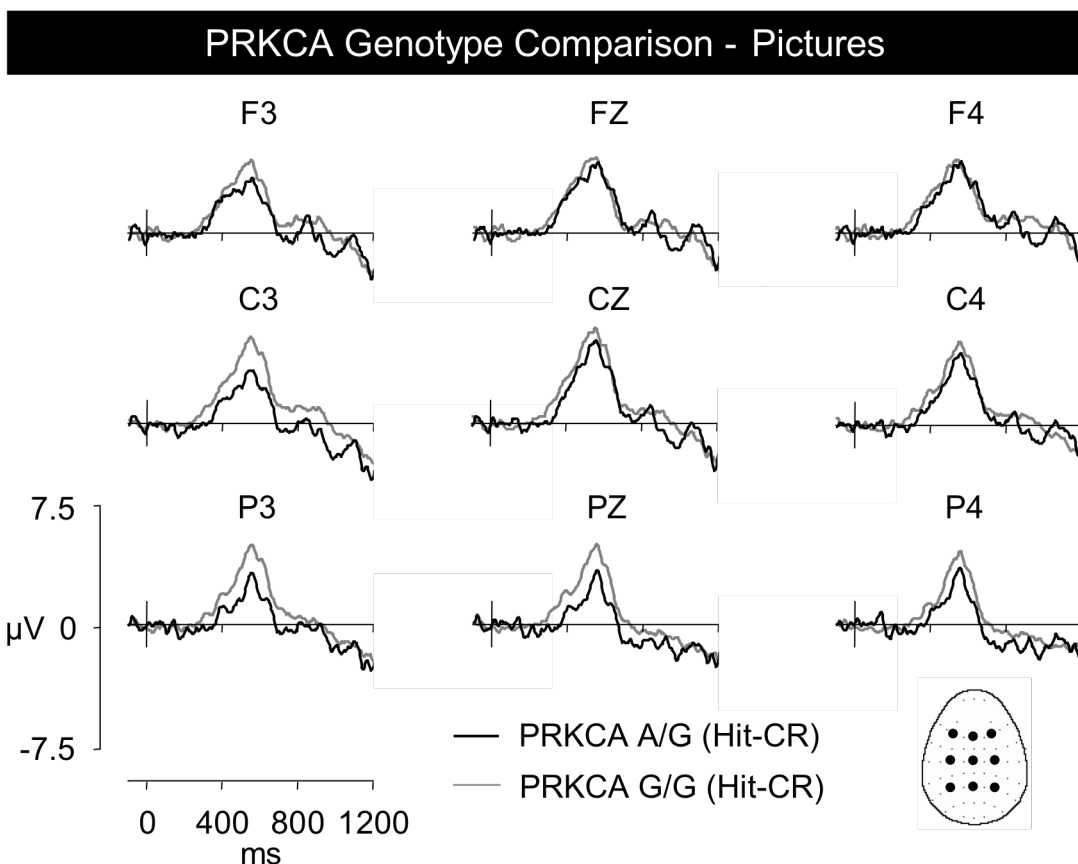 PRKCA Genotype Comparison - Pictures
F3 FZ F4
C3 CZ C4
7.5 P3 PZ P4
µV 0
-7.5
PRKCA A/G (Hit-CR)
PRKCA G/G (Hit-CR)
0 400 800 1200
ms